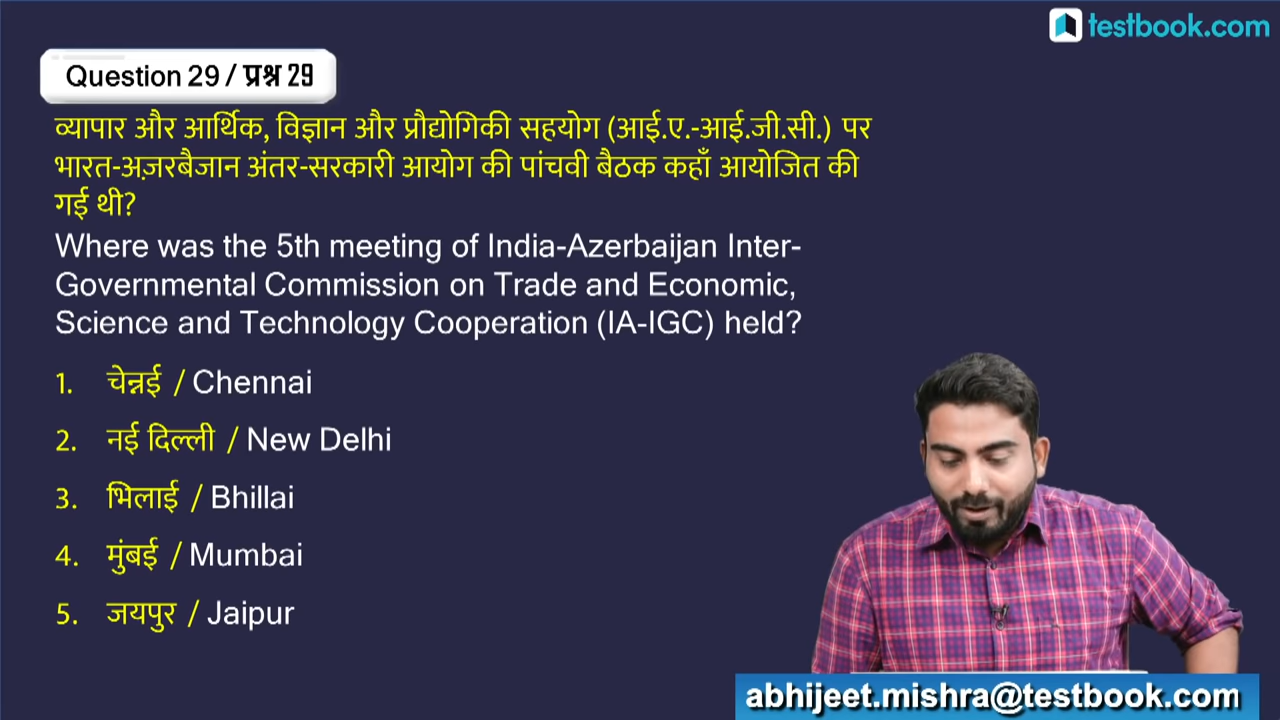 testbook.com
Question 29 / प्रश्न 29
व्यापार और आर्थिक, विज्ञान और प्रौद्योगिकी सहयोग (आई.ए.-आई.जी.सी.) पर
भारत-अज़रबैजान अंतर-सरकारी आयोग की पांचवी बैठक कहाँ आयोजित की
गई थी?
Where was the 5th meeting of India-Azerbaijan Inter-
Governmental Commission on Trade and Economic,
Science and Technology Cooperation (IA-IGC) held?
1. चेन्नई / Chennai
2. नई दिल्ली / New Delhi
3. भिलाई / Bhillai
4. मुंबई / Mumbai
5. जयपुर / Jaipur
abhijeet.mishra@testbook.com